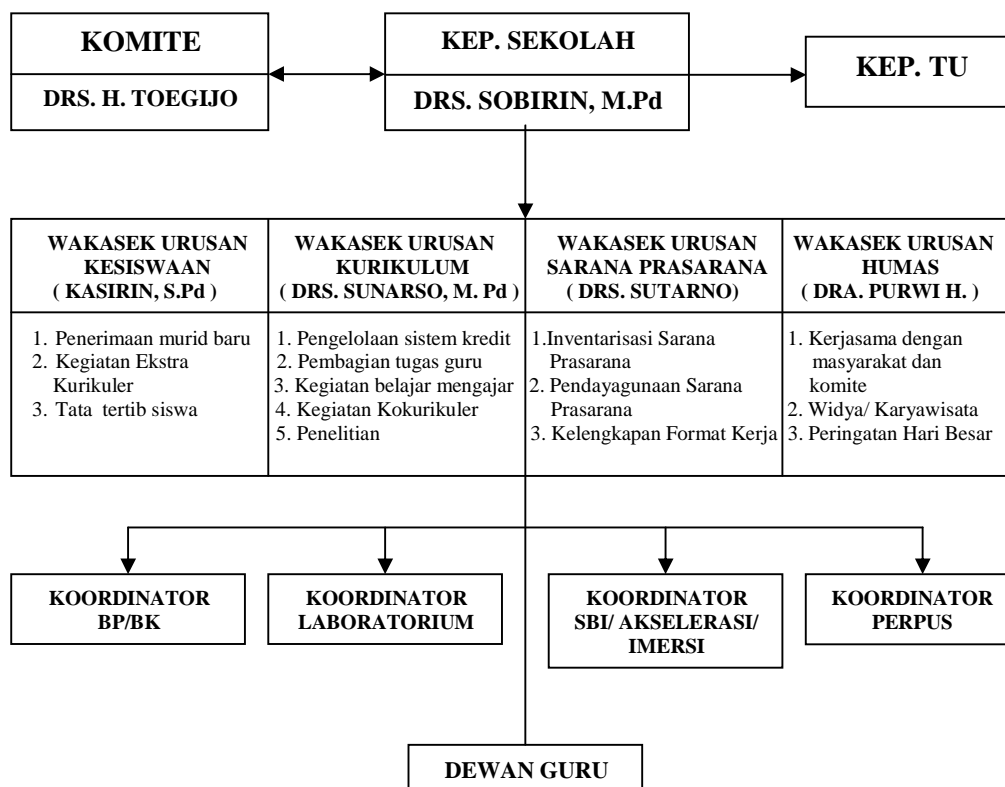 KOMITE
DRS. H. TOEGIJO
KEP. SEKOLAH
DRS. SOBIRIN, M.Pd
KEP. TU
WAKASEK URUSAN
KESISWAAN
( KASIRIN, S.Pd )
1. Penerimaan murid baru
2. Kegiatan Ekstra
Kurikuler
3. Tata tertib siswa
WAKASEK URUSAN
KURIKULUM
( DRS. SUNARSO, M. Pd )
1. Pengelolaan sistem kredit
2. Pembagian tugas guru
3. Kegiatan belajar mengajar
4. Kegiatan Kokurikuler
5. Penelitian
WAKASEK URUSAN
SARANA PRASARANA
( DRS. SUTARNO)
1.Inventarisasi Sarana
Prasarana
2. Pendayagunaan Sarana
Prasarana
3. Kelengkapan Format Kerja
WAKASEK URUSAN
HUMAS
( DRA. PURWI H. )
1. Kerjasama dengan
masyarakat dan
komite
2. Widya/ Karyawisata
3. Peringatan Hari Besar
KOORDINATOR
BP/BK
KOORDINATOR
LABORATORIUM
KOORDINATOR
SBI/ AKSELERASI/
IMERSI
KOORDINATOR
PERPUS
DEWAN GURU